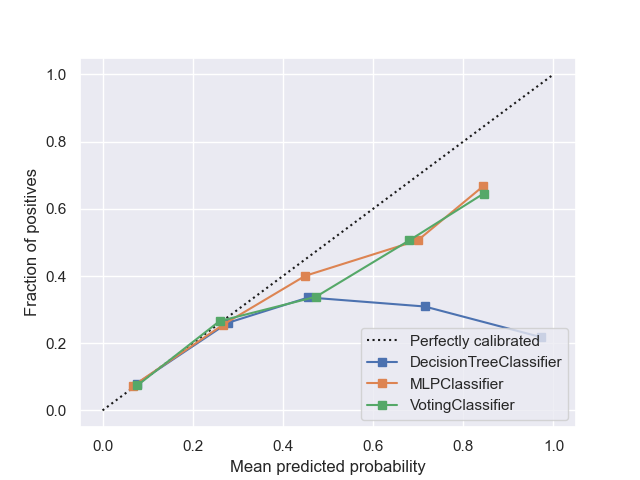 1.0
0.8
0.6
0.4
0.2
0.0
Fraction of positives
Perfectly calibrated
DecisionTreeClassifier
MLPClassifier
VotingClassifier
0.0 0.2 0.4 0.6 0.8 1.0
Mean predicted probability